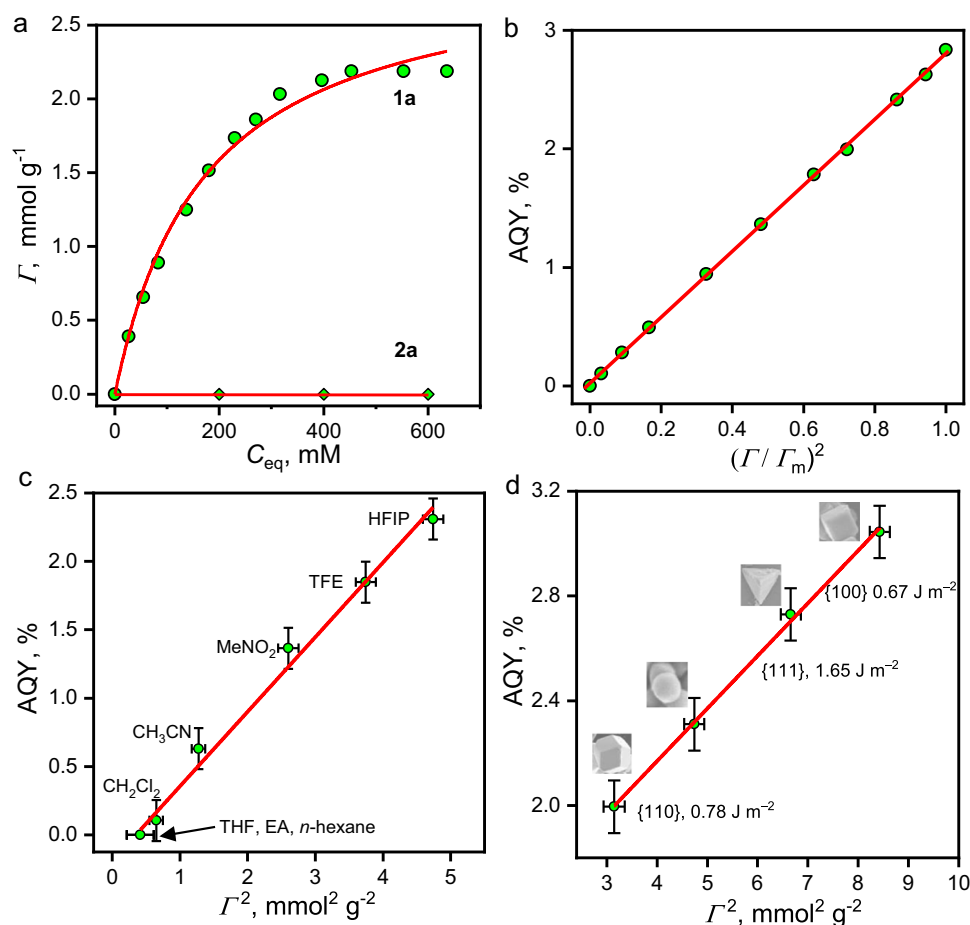 a
2.5
2.0
1.5
1.0
0.5
0.0
Γ, mmol g⁻¹
1a
2a
0 200 400 600
C_eq, mM
b
3
2
1
0
AQY, %
0.0 0.2 0.4 0.6 0.8 1.0
(Γ / Γ_m)²
c
2.5
2.0
1.5
1.0
0.5
0.0
AQY, %
HFIP
TFE
MeNO₂
CH₃CN
CH₂Cl₂
THF, EA, n-hexane
0 1 2 3 4 5
Γ², mmol² g⁻²
d
3.2
2.8
2.4
2.0
AQY, %
{100} 0.67 J m⁻²
{111}, 1.65 J m⁻²
{110}, 0.78 J m⁻²
3 4 5 6 7 8 9 10
Γ², mmol² g⁻²